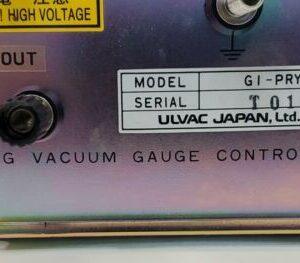 ! HIGH VOLTAGE
OUT
MODEL GI-PRY
SERIAL T01
ULVAC JAPAN, Ltd.
G VACUUM GAUGE CONTRO